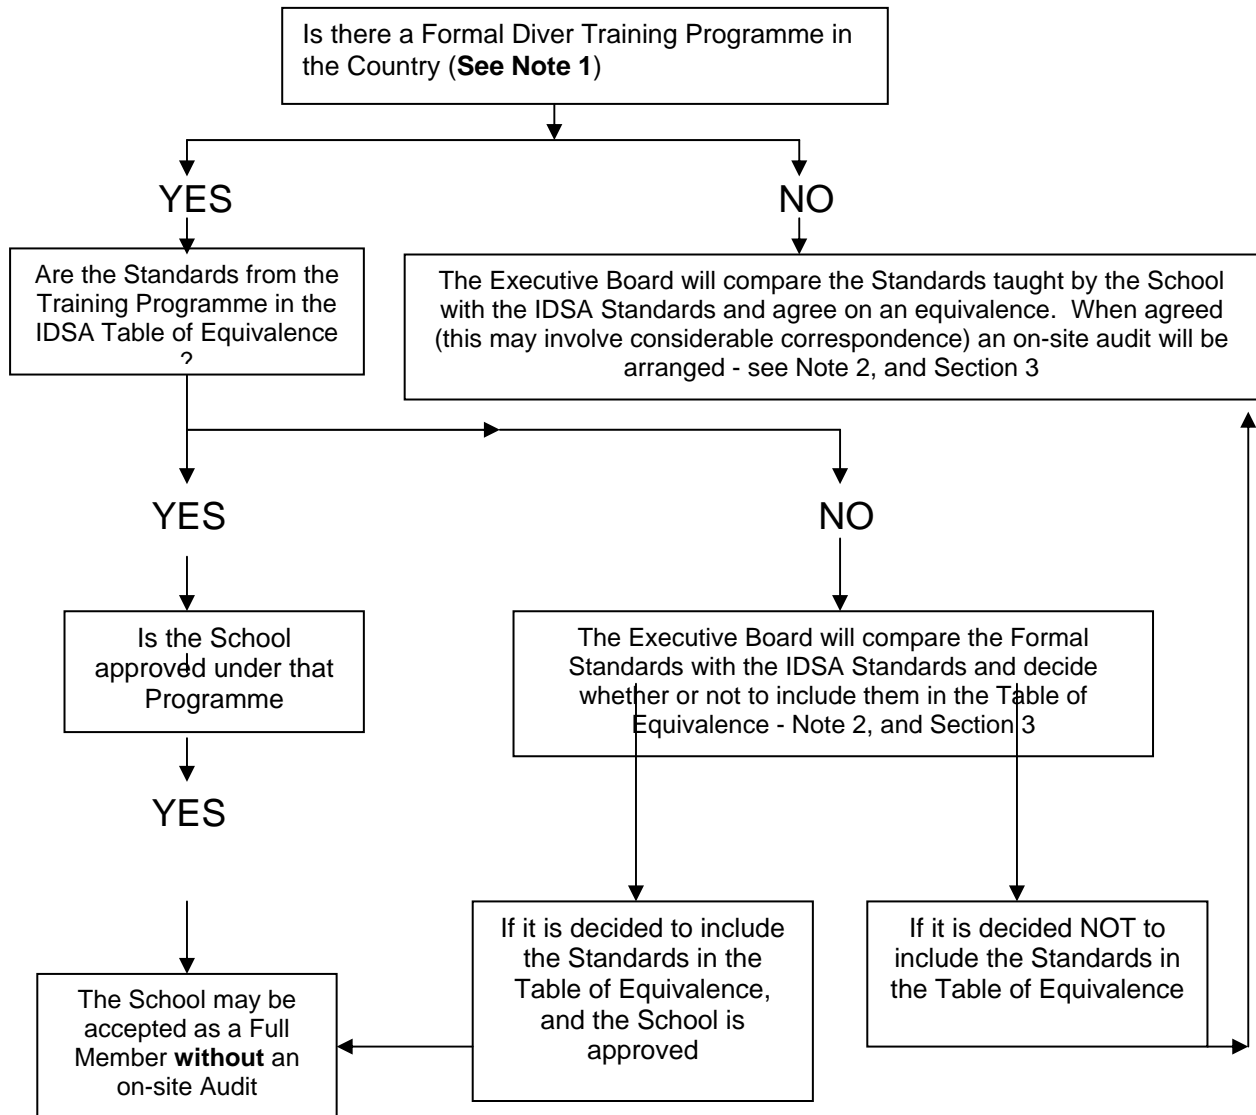 Is there a Formal Diver Training Programme in
the Country (See Note 1)
YES
NO
Are the Standards from the
Training Programme in the
IDSA Table of Equivalence
?
The Executive Board will compare the Standards taught by the School
with the IDSA Standards and agree on an equivalence.  When agreed
(this may involve considerable correspondence) an on-site audit will be
arranged - see Note 2, and Section 3
YES
NO
Is the School
approved under that
Programme
The Executive Board will compare the Formal
Standards with the IDSA Standards and decide
whether or not to include them in the Table of
Equivalence - Note 2, and Section 3
YES
If it is decided to include
the Standards in the
Table of Equivalence,
and the School is
approved
If it is decided NOT to
include the Standards in
the Table of Equivalence
The School may be
accepted as a Full
Member without an
on-site Audit